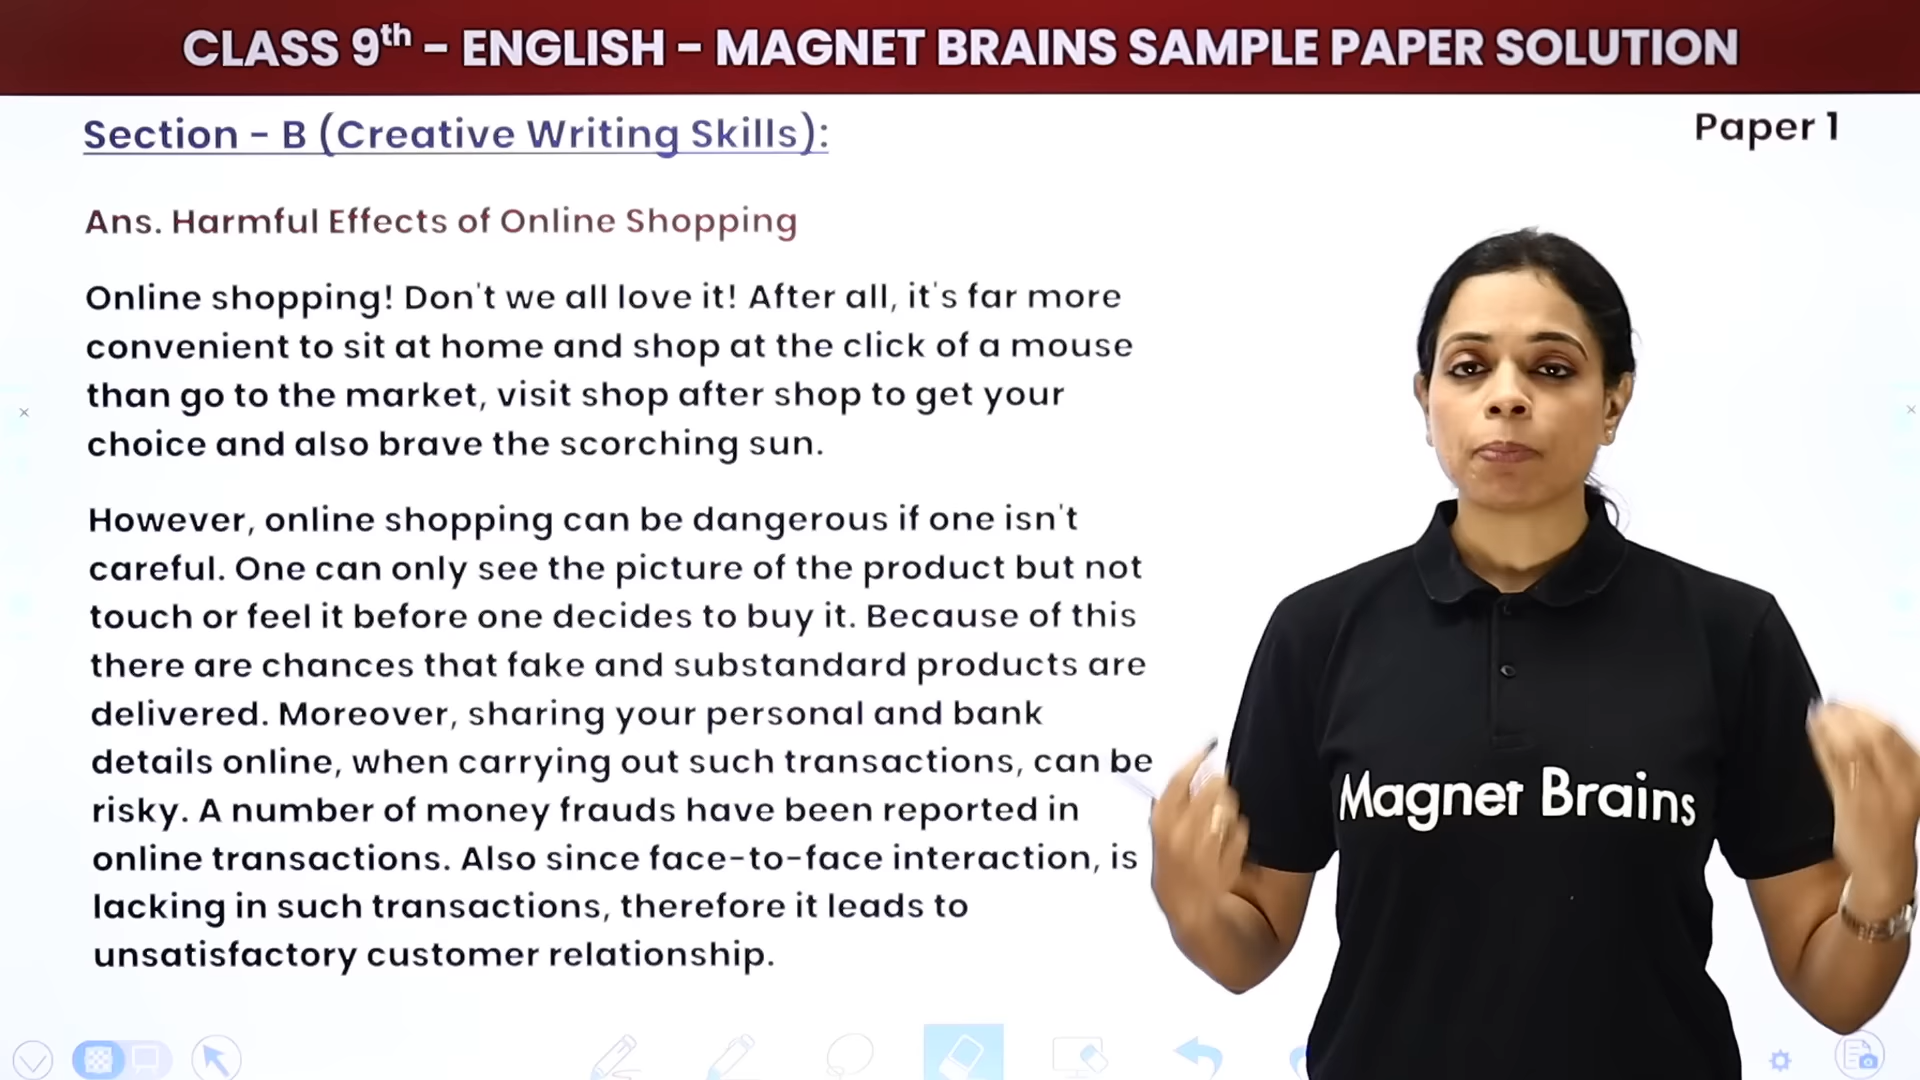 CLASS 9th – ENGLISH – MAGNET BRAINS SAMPLE PAPER SOLUTION
Section - B (Creative Writing Skills):
Paper 1
Ans. Harmful Effects of Online Shopping
Online shopping! Don't we all love it! After all, it's far more
convenient to sit at home and shop at the click of a mouse
than go to the market, visit shop after shop to get your
choice and also brave the scorching sun.
However, online shopping can be dangerous if one isn't
careful. One can only see the picture of the product but not
touch or feel it before one decides to buy it. Because of this
there are chances that fake and substandard products are
delivered. Moreover, sharing your personal and bank
details online, when carrying out such transactions, can be
risky. A number of money frauds have been reported in
online transactions. Also since face-to-face interaction, is
lacking in such transactions, therefore it leads to
unsatisfactory customer relationship.
Magnet Brains